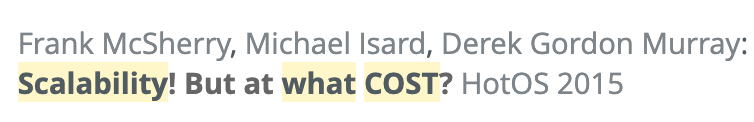 Frank McSherry, Michael Isard, Derek Gordon Murray:
Scalability! But at what COST? HotOS 2015